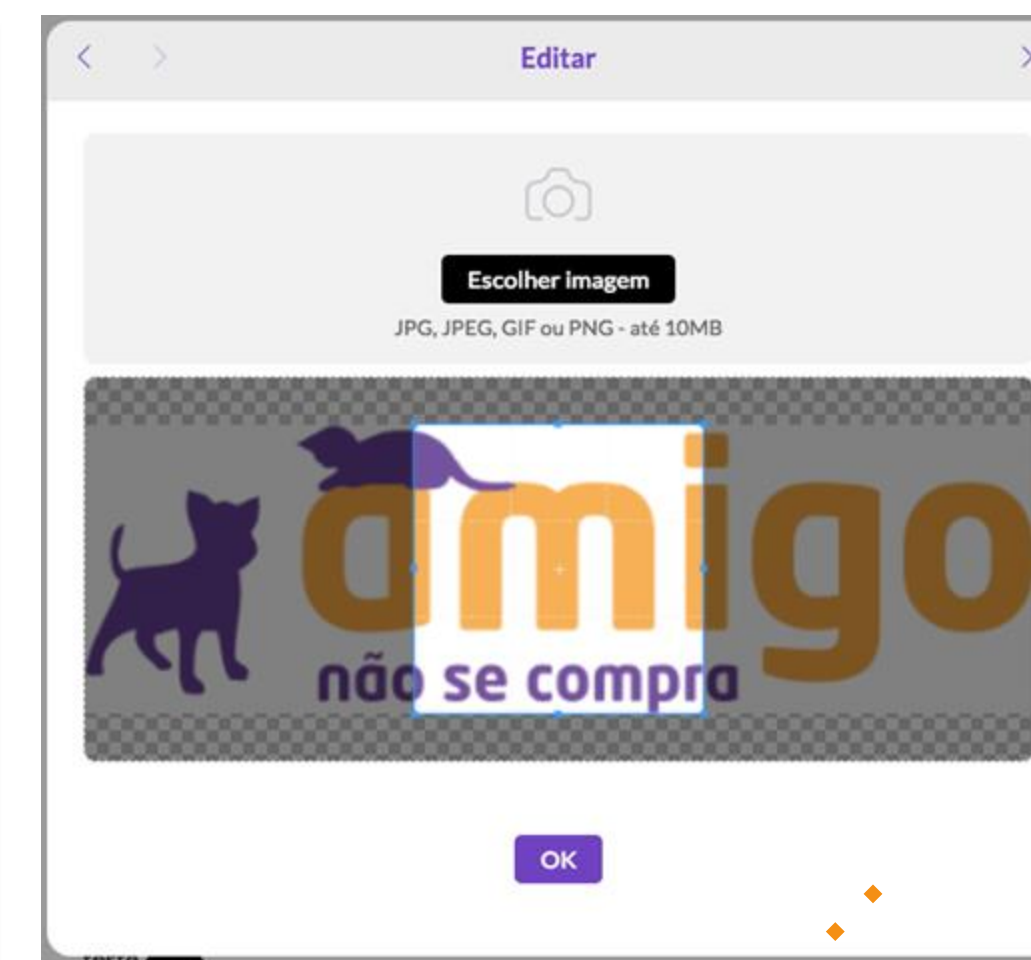 Editar
Escolher imagem
JPG, JPEG, GIF ou PNG - até 10MB
amigo
não se compra
OK